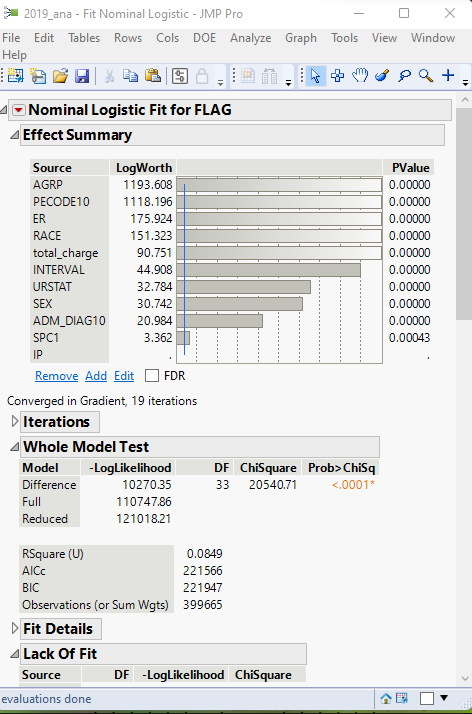 2019_ana - Fit Nominal Logistic - JMP Pro
File Edit Tables Rows Cols DOE Analyze Graph Tools View Window
Help
Nominal Logistic Fit for FLAG
Effect Summary
Source LogWorth PValue
AGRP 1193.608 0.00000
PECODE10 1118.196 0.00000
ER 175.924 0.00000
RACE 151.323 0.00000
total_charge 90.751 0.00000
INTERVAL 44.908 0.00000
URSTAT 32.784 0.00000
SEX 30.742 0.00000
ADM_DIAG10 20.984 0.00000
SPC1 3.362 0.00043
IP . .
Remove Add Edit FDR
Converged in Gradient, 19 iterations
Iterations
Whole Model Test
Model -LogLikelihood DF ChiSquare Prob>ChiSq
Difference 10270.35 33 20540.71 <.0001*
Full 110747.86
Reduced 121018.21
RSquare (U) 0.0849
AICc 221566
BIC 221947
Observations (or Sum Wgts) 399665
Fit Details
Lack Of Fit
Source DF -LogLikelihood ChiSquare
evaluations done